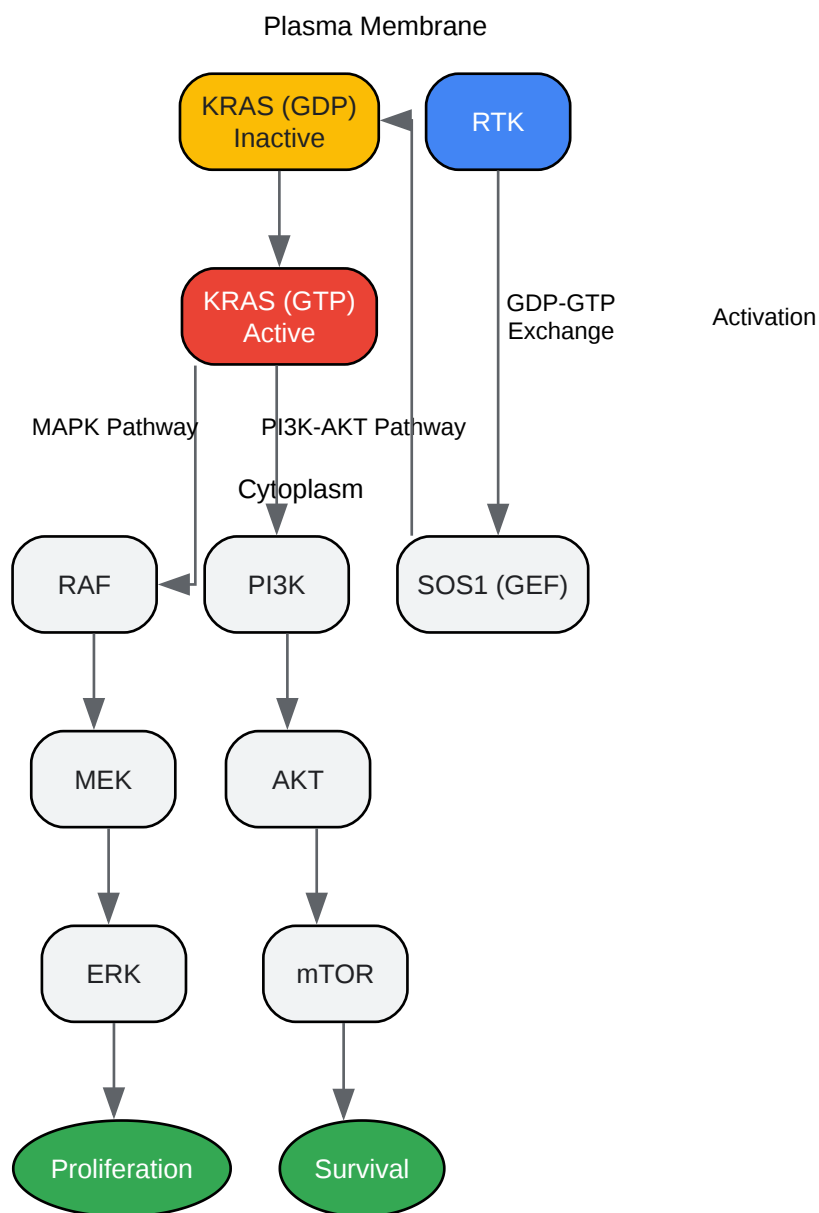 Plasma Membrane
KRAS (GDP)
Inactive
RTK
KRAS (GTP)
Active
GDP-GTP
Exchange
Activation
MAPK Pathway
PI3K-AKT Pathway
Cytoplasm
RAF
PI3K
SOS1 (GEF)
MEK
AKT
ERK
mTOR
Proliferation
Survival